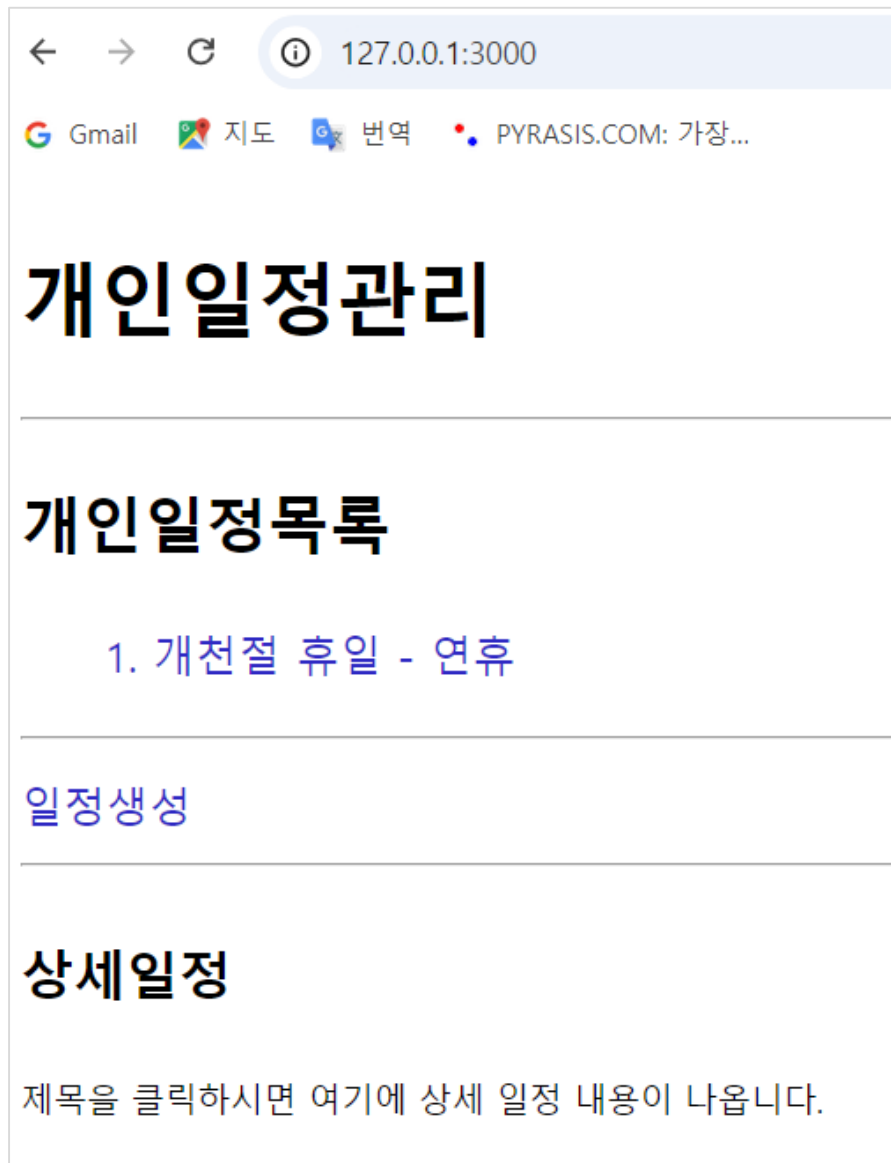 127.0.0.1:3000
Gmail 지도 번역 PYRASIS.COM: 가장...
개인일정관리
개인일정목록
1. 개천절 휴일 - 연휴
일정생성
상세일정
제목을 클릭하시면 여기에 상세 일정 내용이 나옵니다.